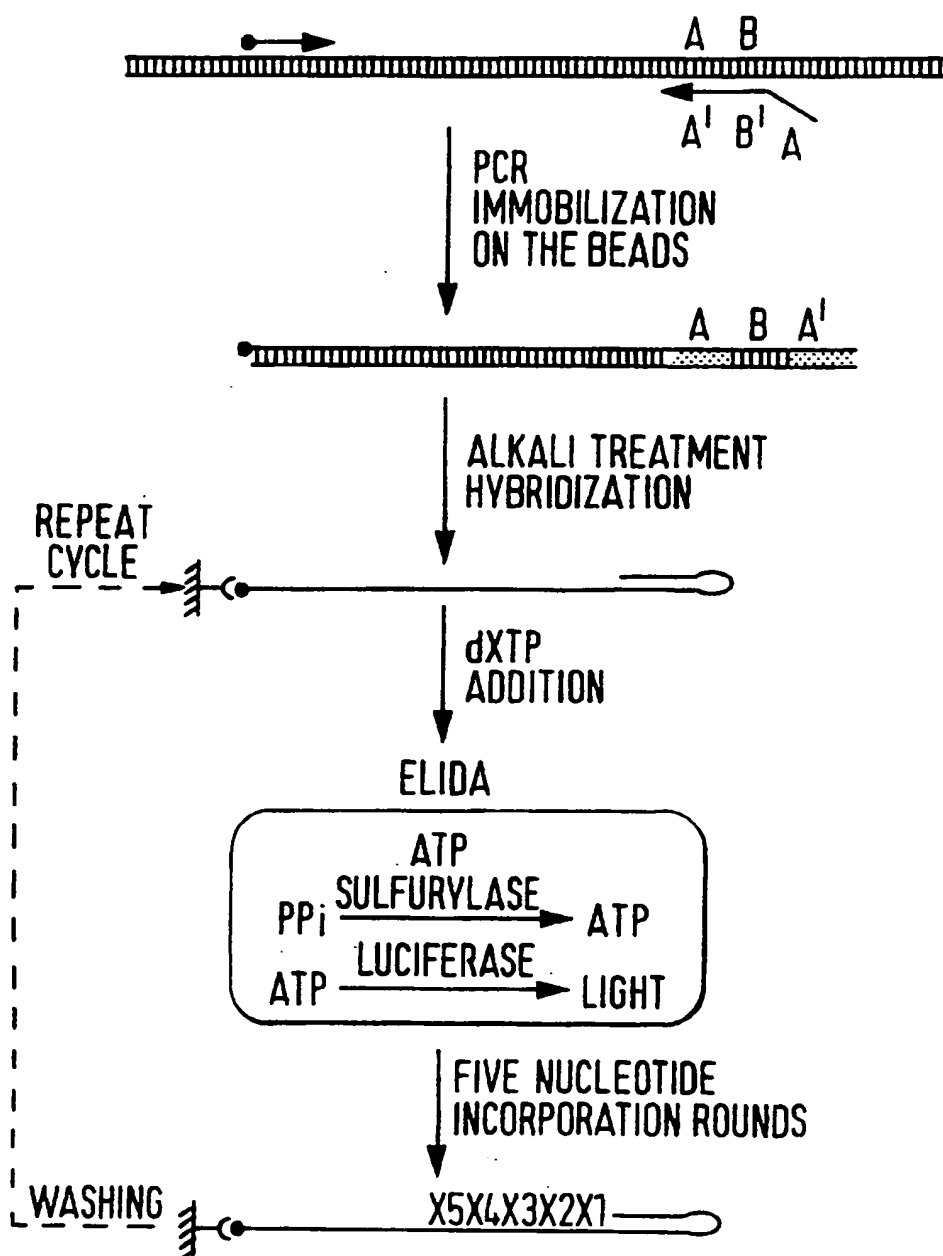 A B
A' B' A
PCR
IMMOBILIZATION
ON THE BEADS
A B A'
ALKALI TREATMENT
HYBRIDIZATION
REPEAT
CYCLE
dXTP
ADDITION
ELIDA
ATP
SULFURYLASE
PPi ATP
LUCIFERASE
ATP LIGHT
FIVE NUCLEOTIDE
INCORPORATION ROUNDS
WASHING
X5X4X3X2X1